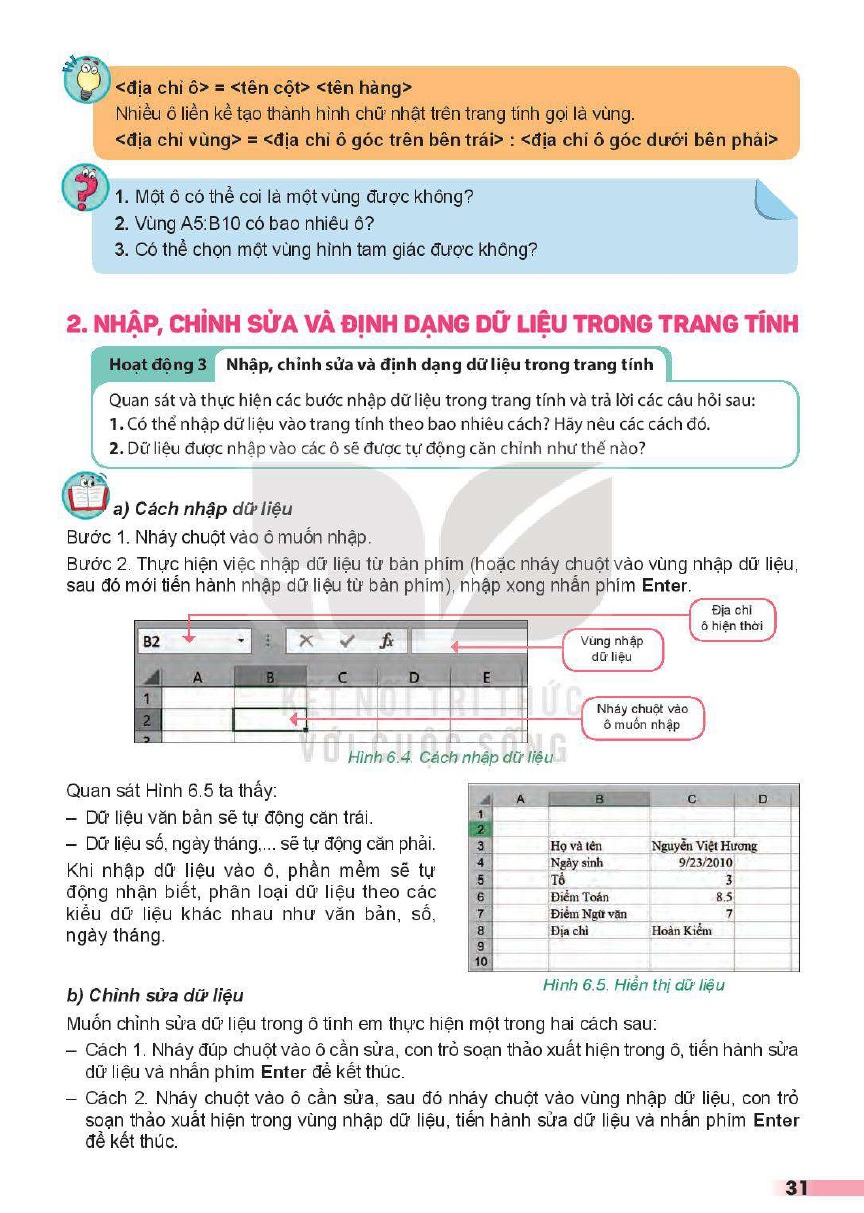 <địa chỉ ô> = <tên cột> <tên hàng>
Nhiều ô liền kề tạo thành hình chữ nhật trên trang tính gọi là vùng.
<địa chỉ vùng> = <địa chỉ ô góc trên bên trái> : <địa chỉ ô góc dưới bên phải>
1. Một ô có thể coi là một vùng được không?
2. Vùng A5:B10 có bao nhiêu ô?
3. Có thể chọn một vùng hình tam giác được không?
2. NHẬP, CHỈNH SỬA VÀ ĐỊNH DẠNG DỮ LIỆU TRONG TRANG TÍNH
Hoạt động 3 Nhập, chỉnh sửa và định dạng dữ liệu trong trang tính
Quan sát và thực hiện các bước nhập dữ liệu trong trang tính và trả lời các câu hỏi sau:
1. Có thể nhập dữ liệu vào trang tính theo bao nhiêu cách? Hãy nêu các cách đó.
2. Dữ liệu được nhập vào các ô sẽ được tự động căn chỉnh như thế nào?
a) Cách nhập dữ liệu
Bước 1. Nháy chuột vào ô muốn nhập.
Bước 2. Thực hiện việc nhập dữ liệu từ bàn phím (hoặc nháy chuột vào vùng nhập dữ liệu,
sau đó mới tiến hành nhập dữ liệu từ bàn phím), nhập xong nhấn phím Enter.
Địa chỉ
ô hiện thời
B2 fx
Vùng nhập
dữ liệu
A B C D E
1
Nháy chuột vào
ô muốn nhập
2
3
KẾT NỐI TRI THỨC
VỚI CUỘC SỐNG
Hình 6.4. Cách nhập dữ liệu
Quan sát Hình 6.5 ta thấy:
– Dữ liệu văn bản sẽ tự động căn trái.
– Dữ liệu số, ngày tháng,... sẽ tự động căn phải.
Khi nhập dữ liệu vào ô, phần mềm sẽ tự
động nhận biết, phân loại dữ liệu theo các
kiểu dữ liệu khác nhau như văn bản, số,
ngày tháng.
A B C D
1
2
3 Họ và tên Nguyễn Việt Hương
4 Ngày sinh 9/23/2010
5 Tổ 3
6 Điểm Toán 8.5
7 Điểm Ngữ văn 7
8 Địa chỉ Hoàn Kiếm
9
10
Hình 6.5. Hiển thị dữ liệu
b) Chỉnh sửa dữ liệu
Muốn chỉnh sửa dữ liệu trong ô tính em thực hiện một trong hai cách sau:
– Cách 1. Nháy đúp chuột vào ô cần sửa, con trỏ soạn thảo xuất hiện trong ô, tiến hành sửa
dữ liệu và nhấn phím Enter để kết thúc.
– Cách 2. Nháy chuột vào ô cần sửa, sau đó nháy chuột vào vùng nhập dữ liệu, con trỏ
soạn thảo xuất hiện trong vùng nhập dữ liệu, tiến hành sửa dữ liệu và nhấn phím Enter
để kết thúc.
31